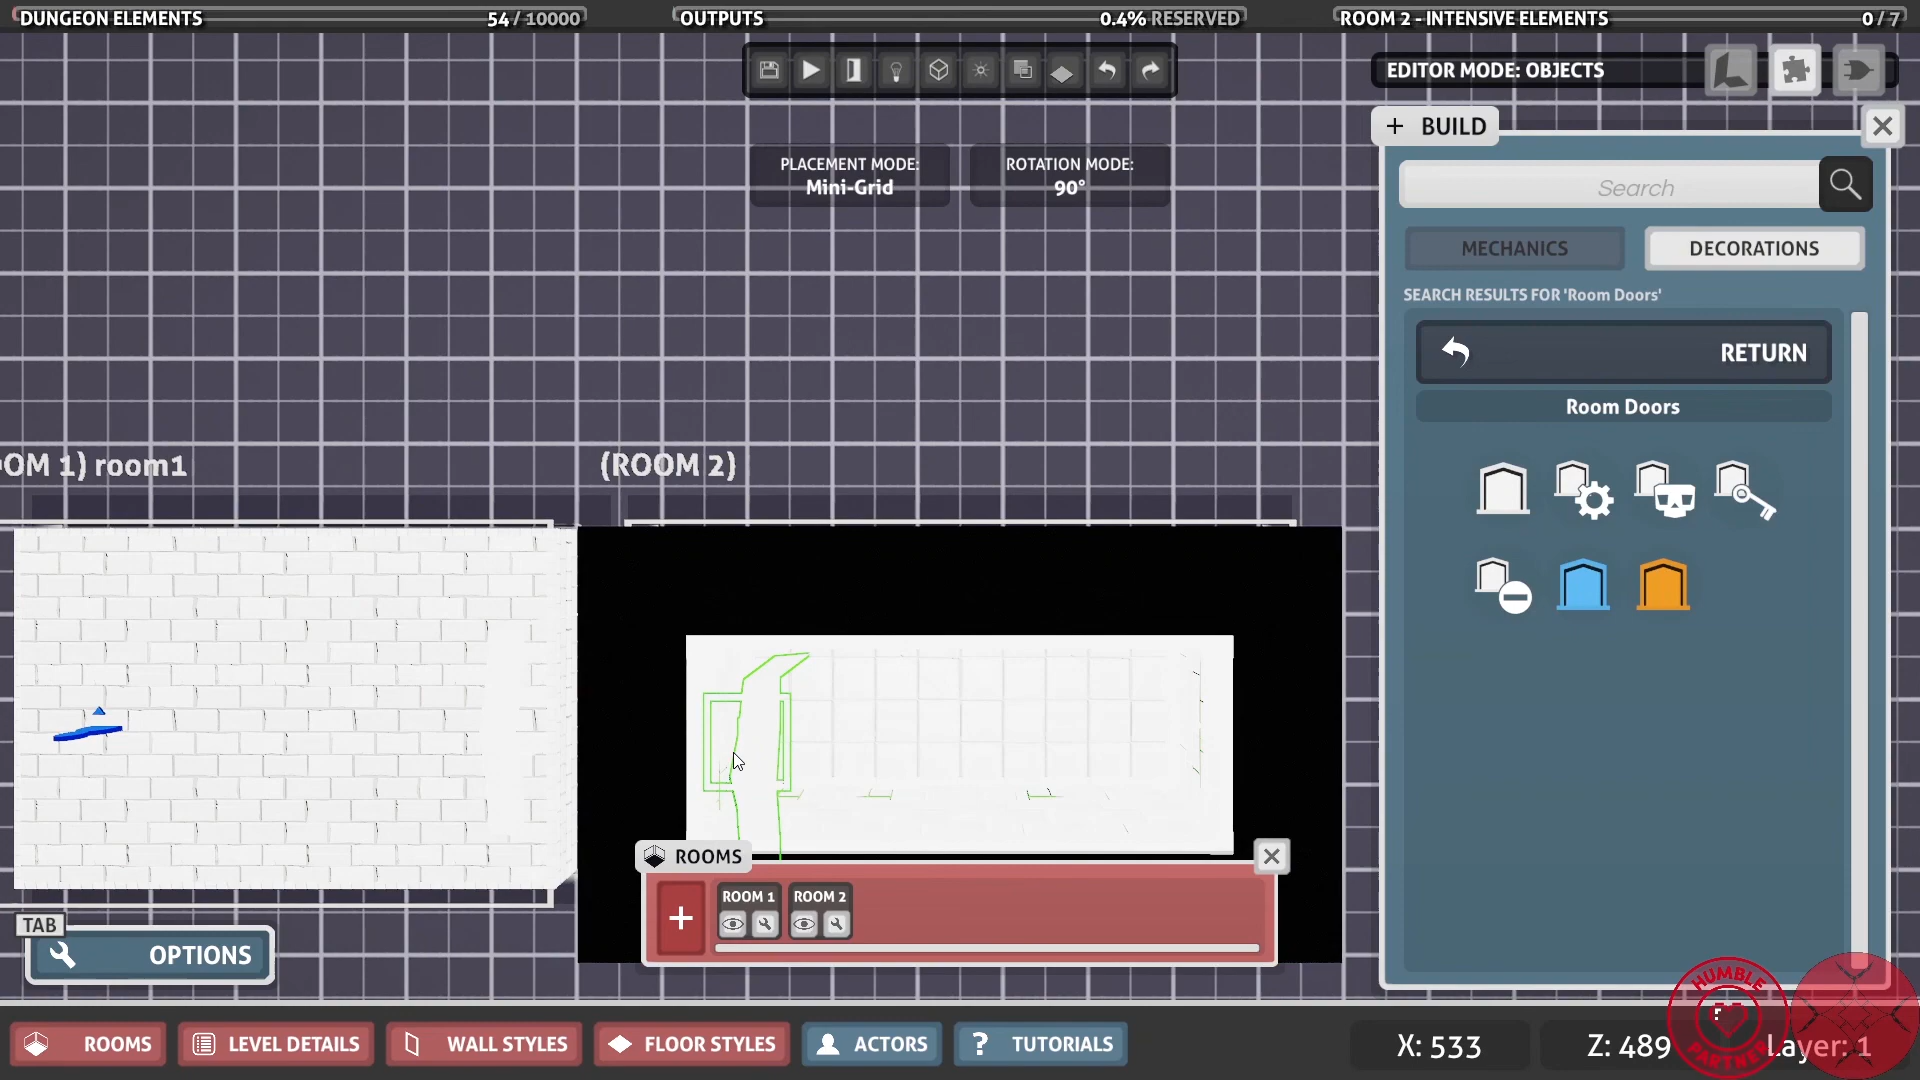 DUNGEON ELEMENTS 54 / 10000
OUTPUTS 0.4% RESERVED
ROOM 2 - INTENSIVE ELEMENTS 0 / 7
EDITOR MODE: OBJECTS
+ BUILD
PLACEMENT MODE:
Mini-Grid
ROTATION MODE:
90°
Search
MECHANICS
DECORATIONS
SEARCH RESULTS FOR 'Room Doors'
RETURN
Room Doors
OM 1) room1
(ROOM 2)
ROOMS
ROOM 1
ROOM 2
TAB
OPTIONS
ROOMS
LEVEL DETAILS
WALL STYLES
FLOOR STYLES
ACTORS
? TUTORIALS
X: 533
Z: 489
Layer: 1
HUMBLE
PARTNER